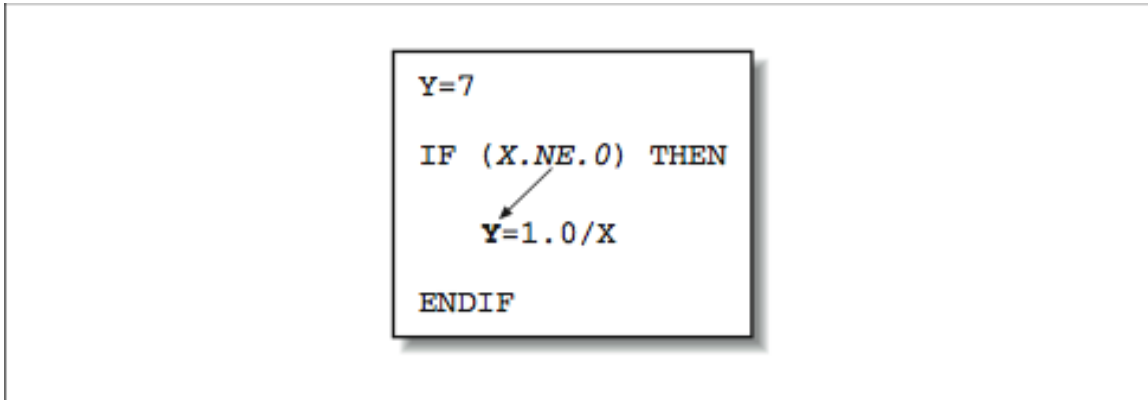 Y=7
IF (X.NE.0) THEN
Y=1.0/X
ENDIF